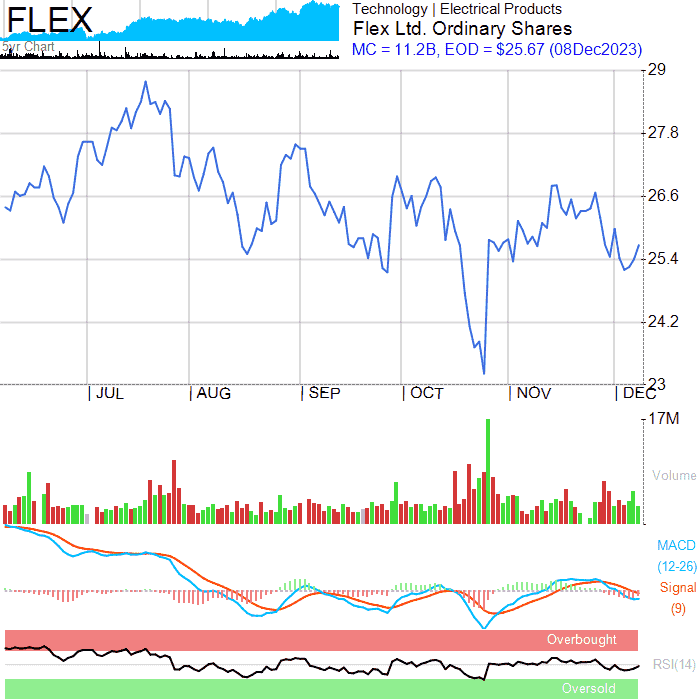 FLEX
5yr Chart
Technology | Electrical Products
Flex Ltd. Ordinary Shares
MC = 11.2B, EOD = $25.67 (08Dec2023)
29
27.8
26.6
25.4
24.2
23
JUL AUG SEP OCT NOV DEC
17M
Volume
MACD
(12-26)
Signal
(9)
Overbought
RSI(14)
Oversold